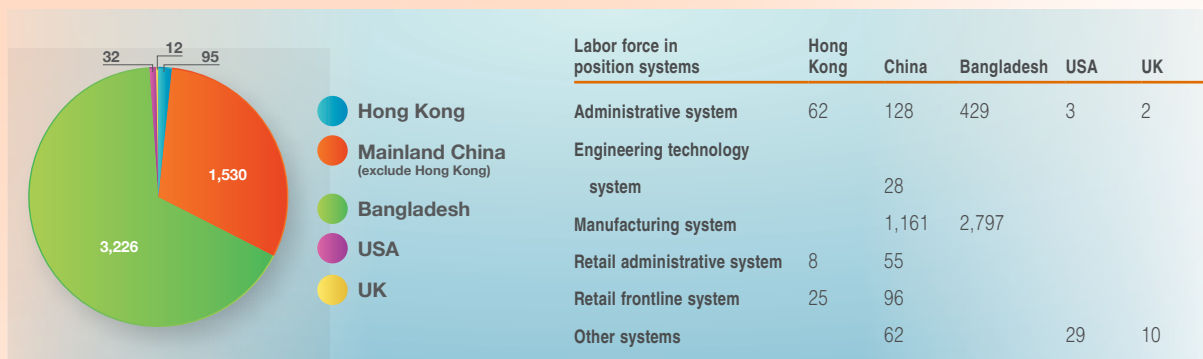 32
12
95
1,530
3,226
Hong Kong
Mainland China
(exclude Hong Kong)
Bangladesh
USA
UK
Labor force in position systems Hong Kong China Bangladesh USA UK
Administrative system 62 128 429 3 2
Engineering technology
system 28
Manufacturing system 1,161 2,797
Retail administrative system 8 55
Retail frontline system 25 96
Other systems 62 29 10